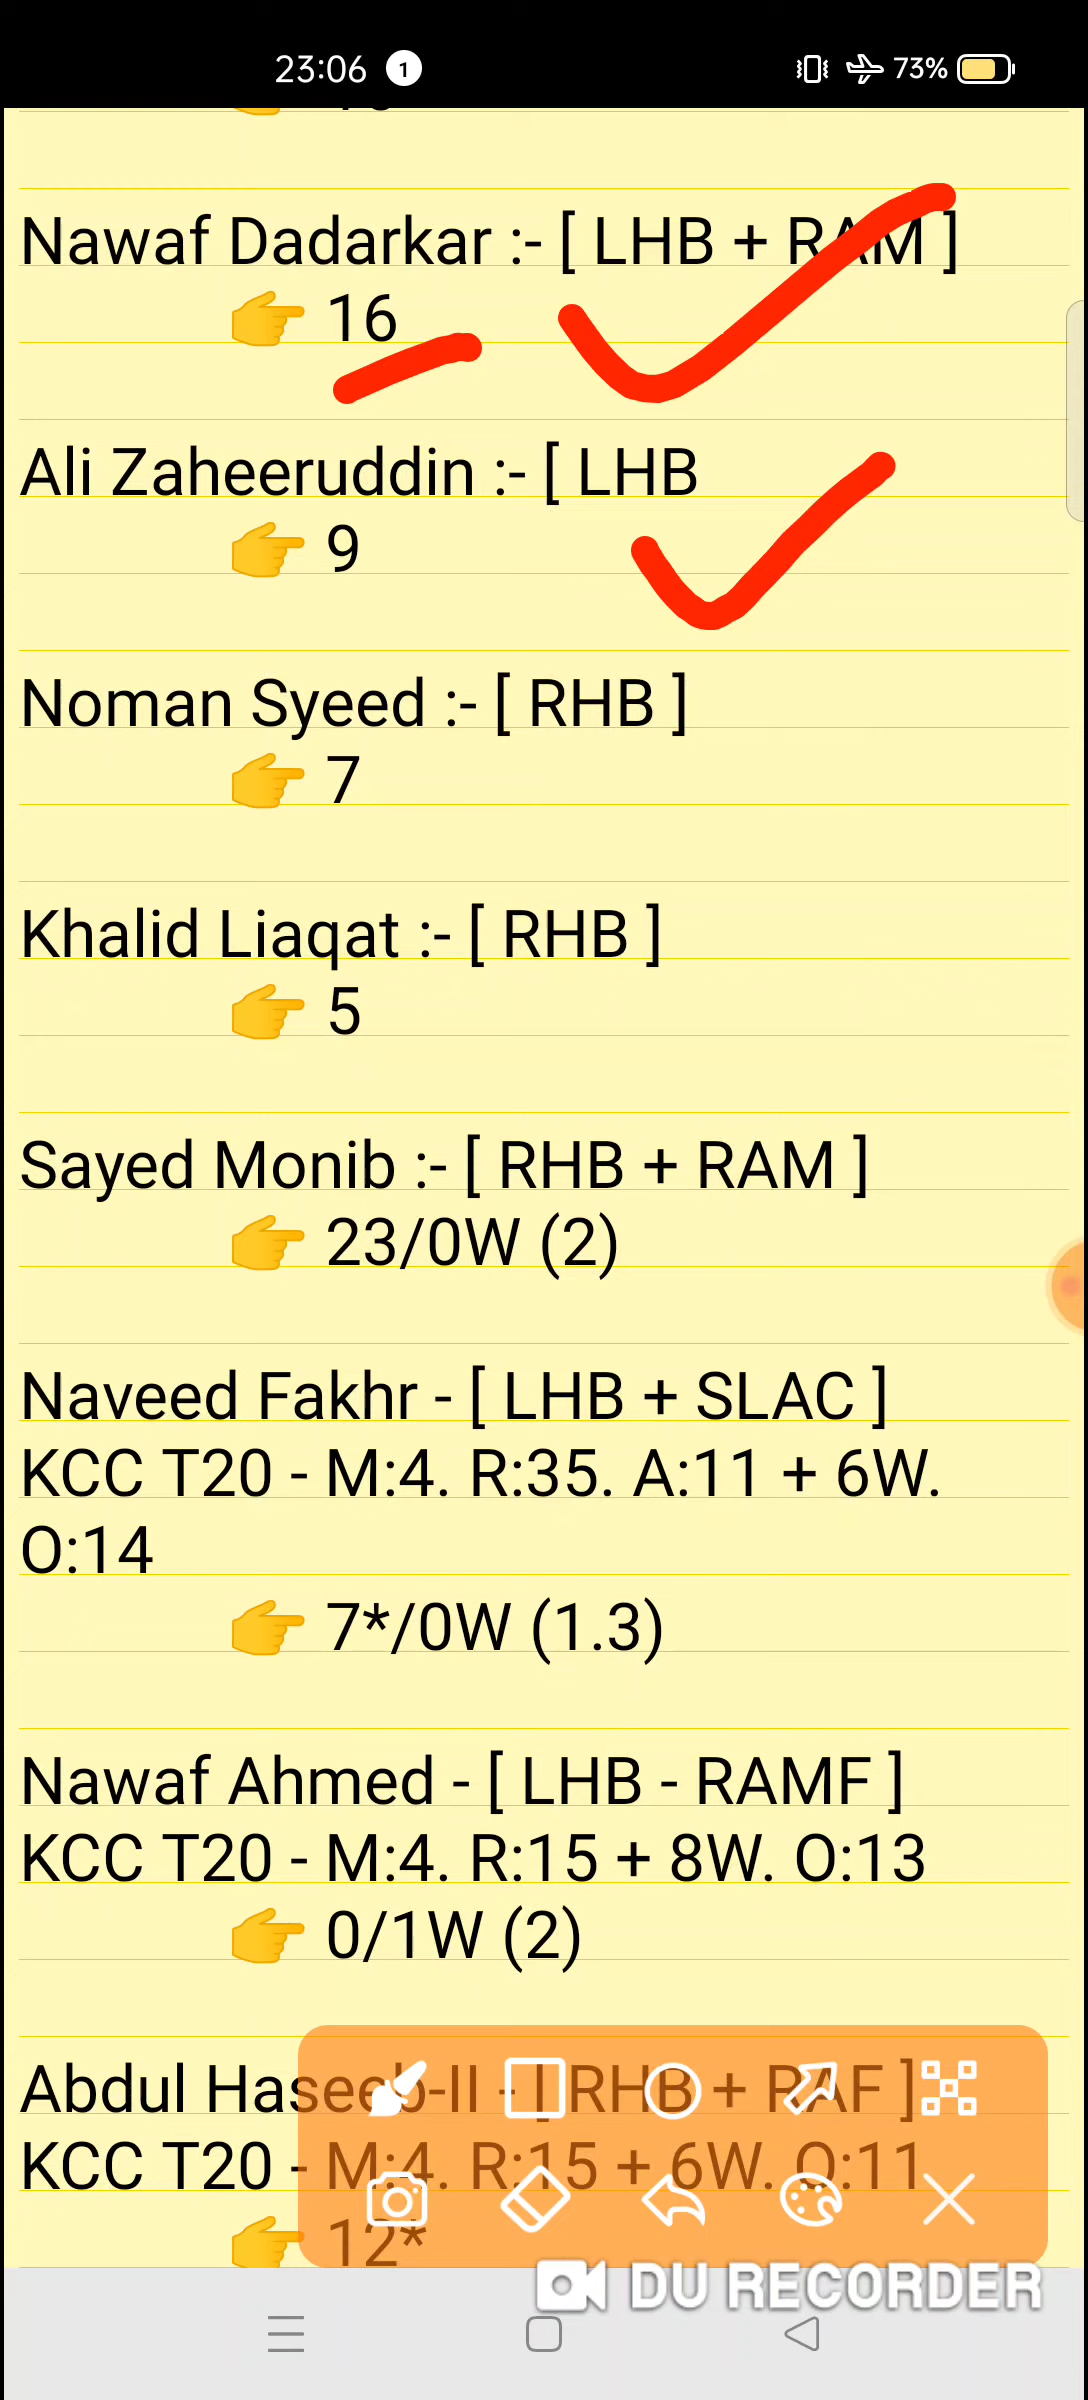 23:06 1 73%
Nawaf Dadarkar :- [ LHB + RAM ]
👉 16
Ali Zaheeruddin :- [ LHB
👉 9
Noman Syeed :- [ RHB ]
👉 7
Khalid Liaqat :- [ RHB ]
👉 5
Sayed Monib :- [ RHB + RAM ]
👉 23/0W (2)
Naveed Fakhr - [ LHB + SLAC ]
KCC T20 - M:4. R:35. A:11 + 6W.
O:14
👉 7*/0W (1.3)
Nawaf Ahmed - [ LHB - RAMF ]
KCC T20 - M:4. R:15 + 8W. O:13
👉 0/1W (2)
Abdul Haseeb-II - [ RHB + RAF ]
KCC T20 - M:4. R:15 + 6W. O:11
👉 12*
DU RECORDER